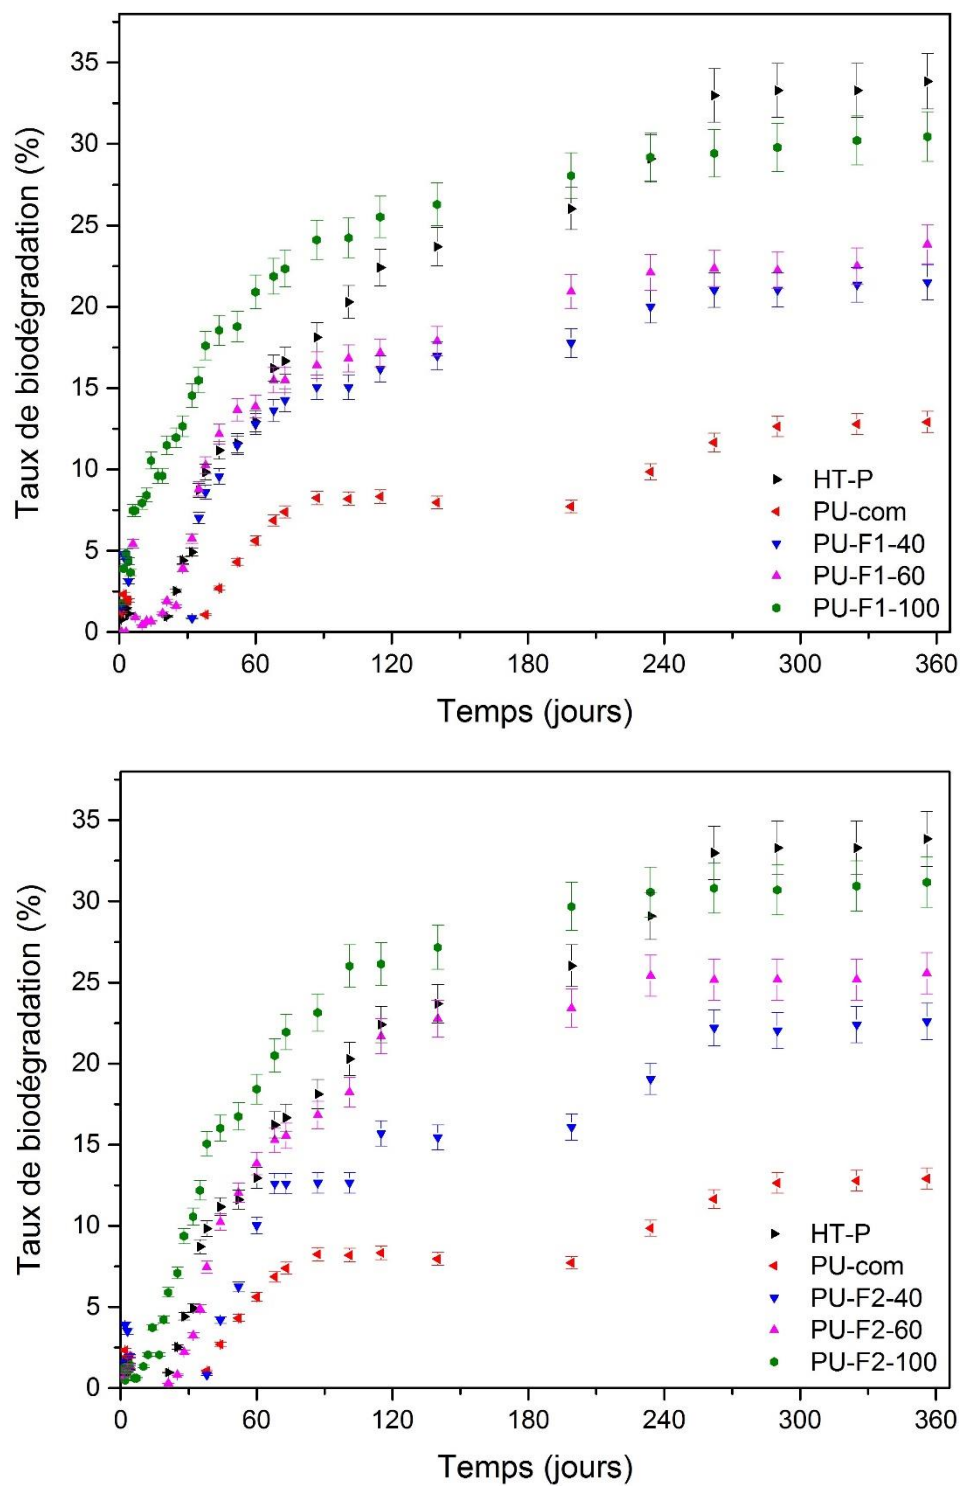 35
30
25
20
15
10
5
0
Taux de biodégradation (%)
HT-P
PU-com
PU-F1-40
PU-F1-60
PU-F1-100
0 60 120 180 240 300 360
Temps (jours)
35
30
25
20
15
10
5
0
Taux de biodégradation (%)
HT-P
PU-com
PU-F2-40
PU-F2-60
PU-F2-100
0 60 120 180 240 300 360
Temps (jours)